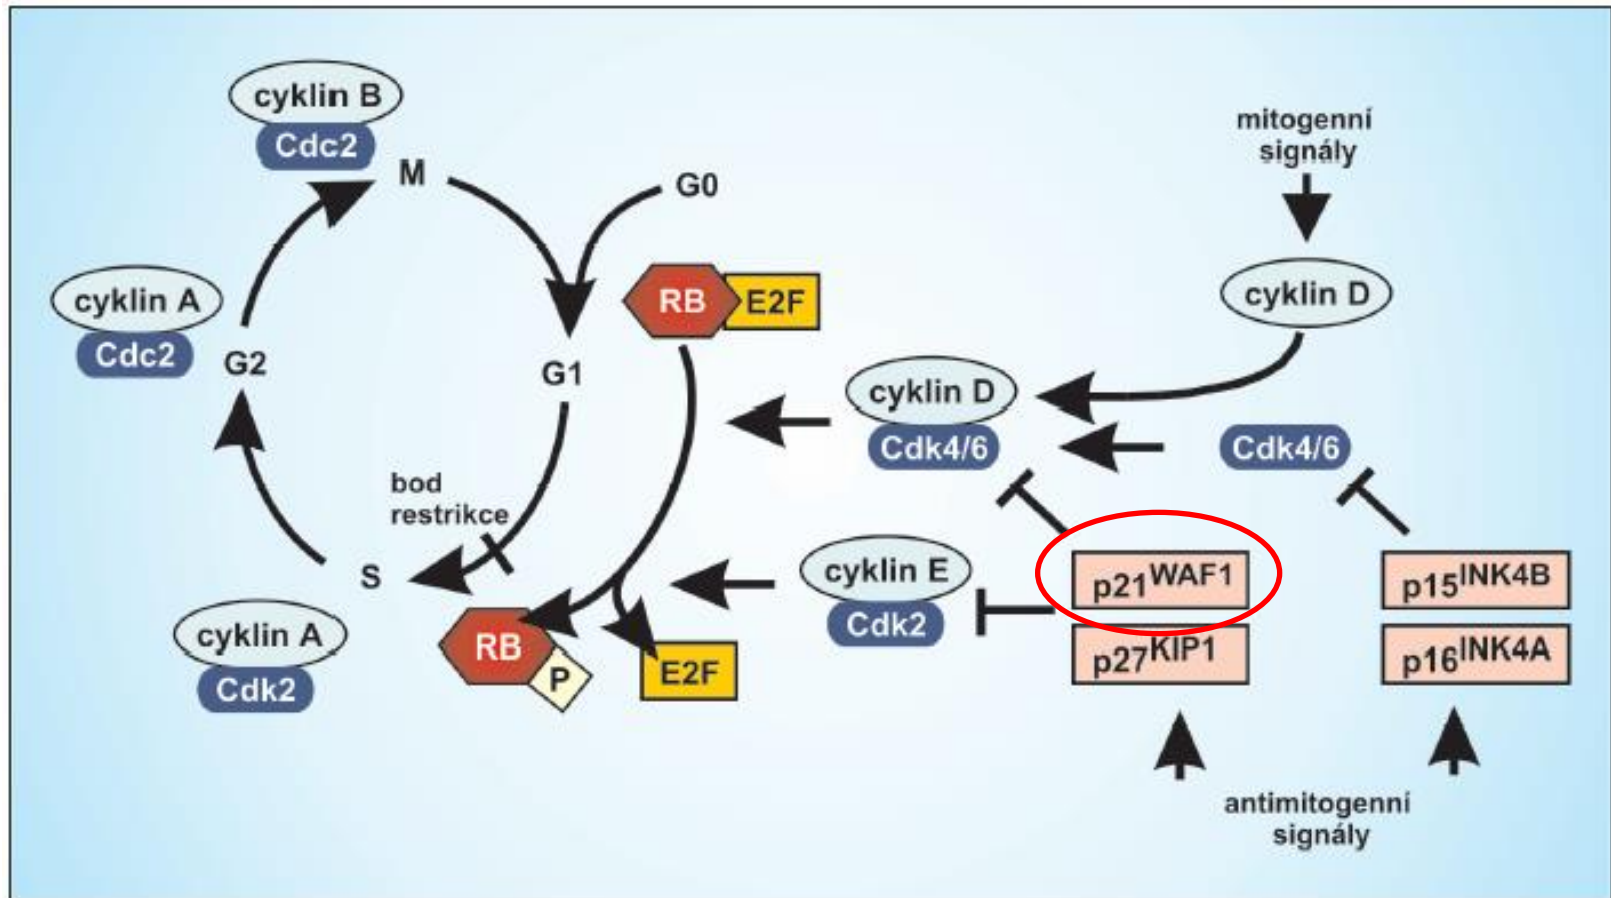 cyklin B
Cdc2
M
G0
mitogenní
signály
cyklin A
Cdc2
G2
G1
RB
E2F
cyklin D
cyklin D
Cdk4/6
Cdk4/6
bod
restrikce
S
cyklin A
Cdk2
RB
P
E2F
cyklin E
Cdk2
p21WAF1
p27KIP1
p15INK4B
p16INK4A
antimitogenní
signály